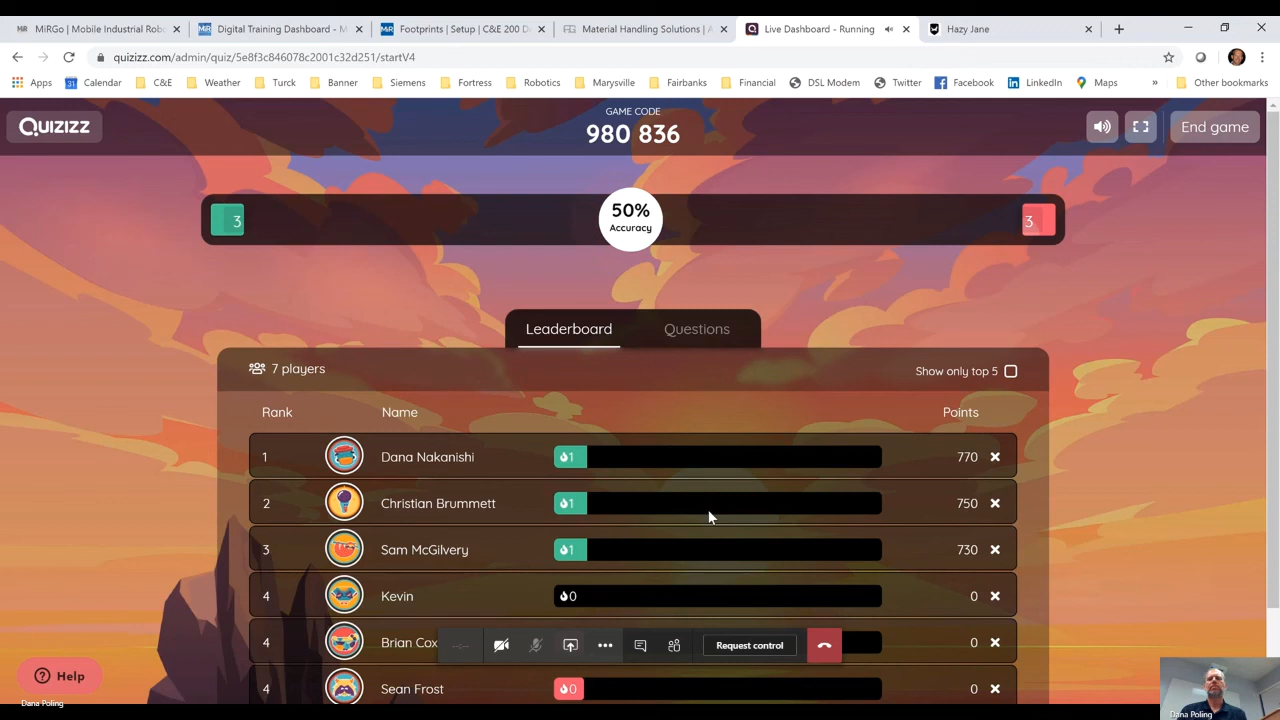 MiRGo | Mobile Industrial Rob
Digital Training Dashboard - M
Footprints | Setup | C&E 200 D
Material Handling Solutions | A
Live Dashboard - Running
Hazy Jane
quizizz.com/admin/quiz/5e8f3c846078c2001c32d251/startV4
Apps
Calendar
C&E
Weather
Turck
Banner
Siemens
Fortress
Robotics
Marysville
Fairbanks
Financial
DSL Modem
Twitter
Facebook
LinkedIn
Maps
»
Other bookmarks
Quizizz
GAME CODE
980 836
End game
3
50%
Accuracy
3
Leaderboard
Questions
7 players
Show only top 5
Rank Name Points
1 Dana Nakanishi 1 770
2 Christian Brummett 1 750
3 Sam McGilvery 1 730
4 Kevin 0 0
4 Brian Cox 0
Request control
4 Sean Frost 0 0
Help
Dana Poling
Dana Poling